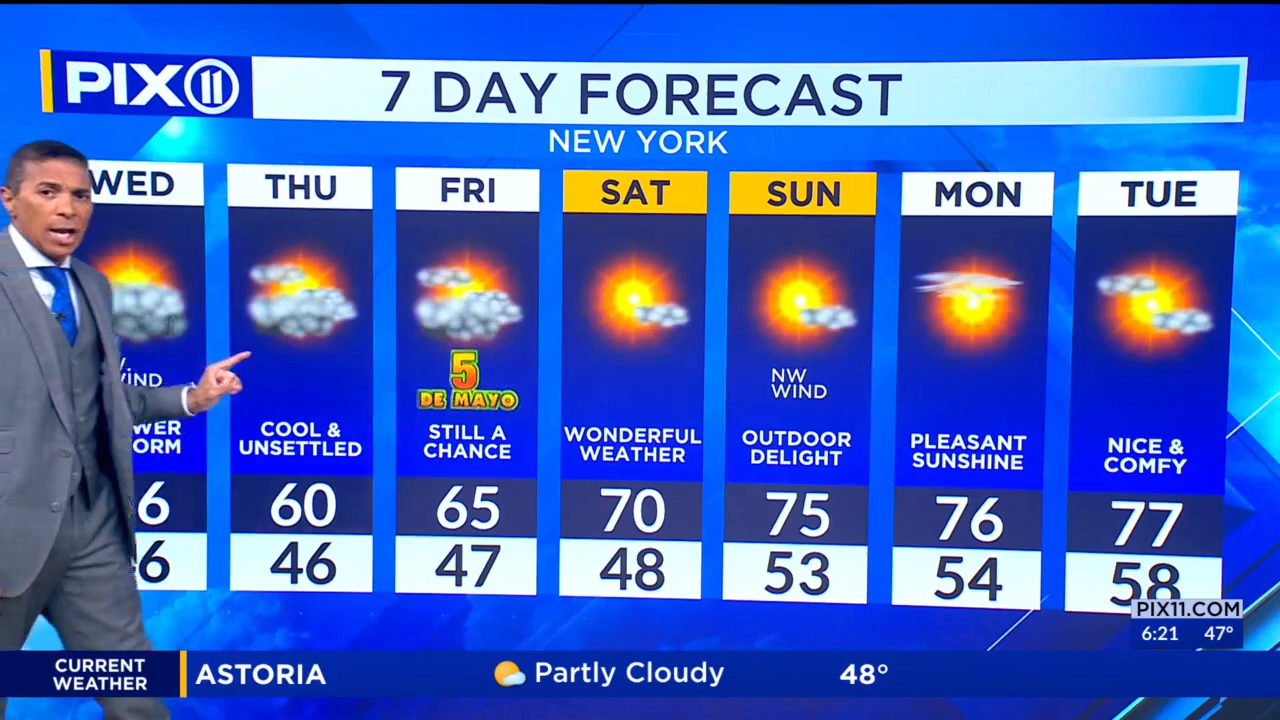 PIX 11
7 DAY FORECAST
NEW YORK
WED
THU
COOL &
UNSETTLED
60
46
FRI
5
DE MAYO
STILL A
CHANCE
65
47
SAT
WONDERFUL
WEATHER
70
48
SUN
NW
WIND
OUTDOOR
DELIGHT
75
53
MON
PLEASANT
SUNSHINE
76
54
TUE
NICE &
COMFY
77
58
PIX11.COM
6:21 47°
CURRENT
WEATHER
ASTORIA Partly Cloudy 48°